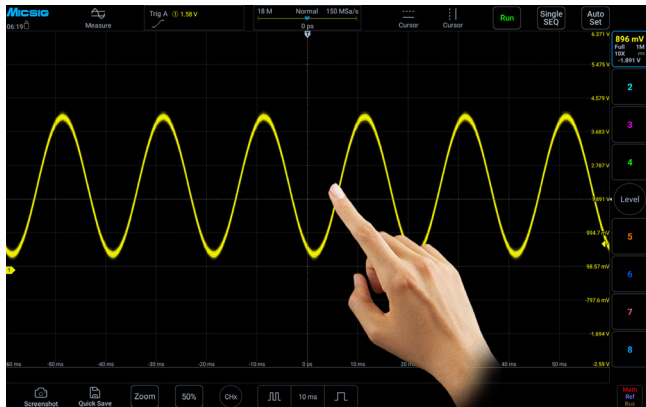 Micsig
06:19
Measure
Trig A ① 1.58 V
18 M Normal 150 MSa/s
0 ps
T
Cursor
Cursor
Run
Single
SEQ
Auto
Set
896 mV
Full 1M
10X
-1.891 V
2
3
4
Level
5
6
7
8
Math
Ref
Bus
6.371 V
5.475 V
4.579 V
3.683 V
2.787 V
1.891 V
994.7 mV
98.57 mV
-797.6 mV
-1.694 V
-2.59 V
1
-60 ms -50 ms -40 ms -30 ms -20 ms -10 ms 0 ps 10 ms 20 ms 40 ms 50 ms
Screenshot
Quick Save
Zoom
50%
CHx
10 ms